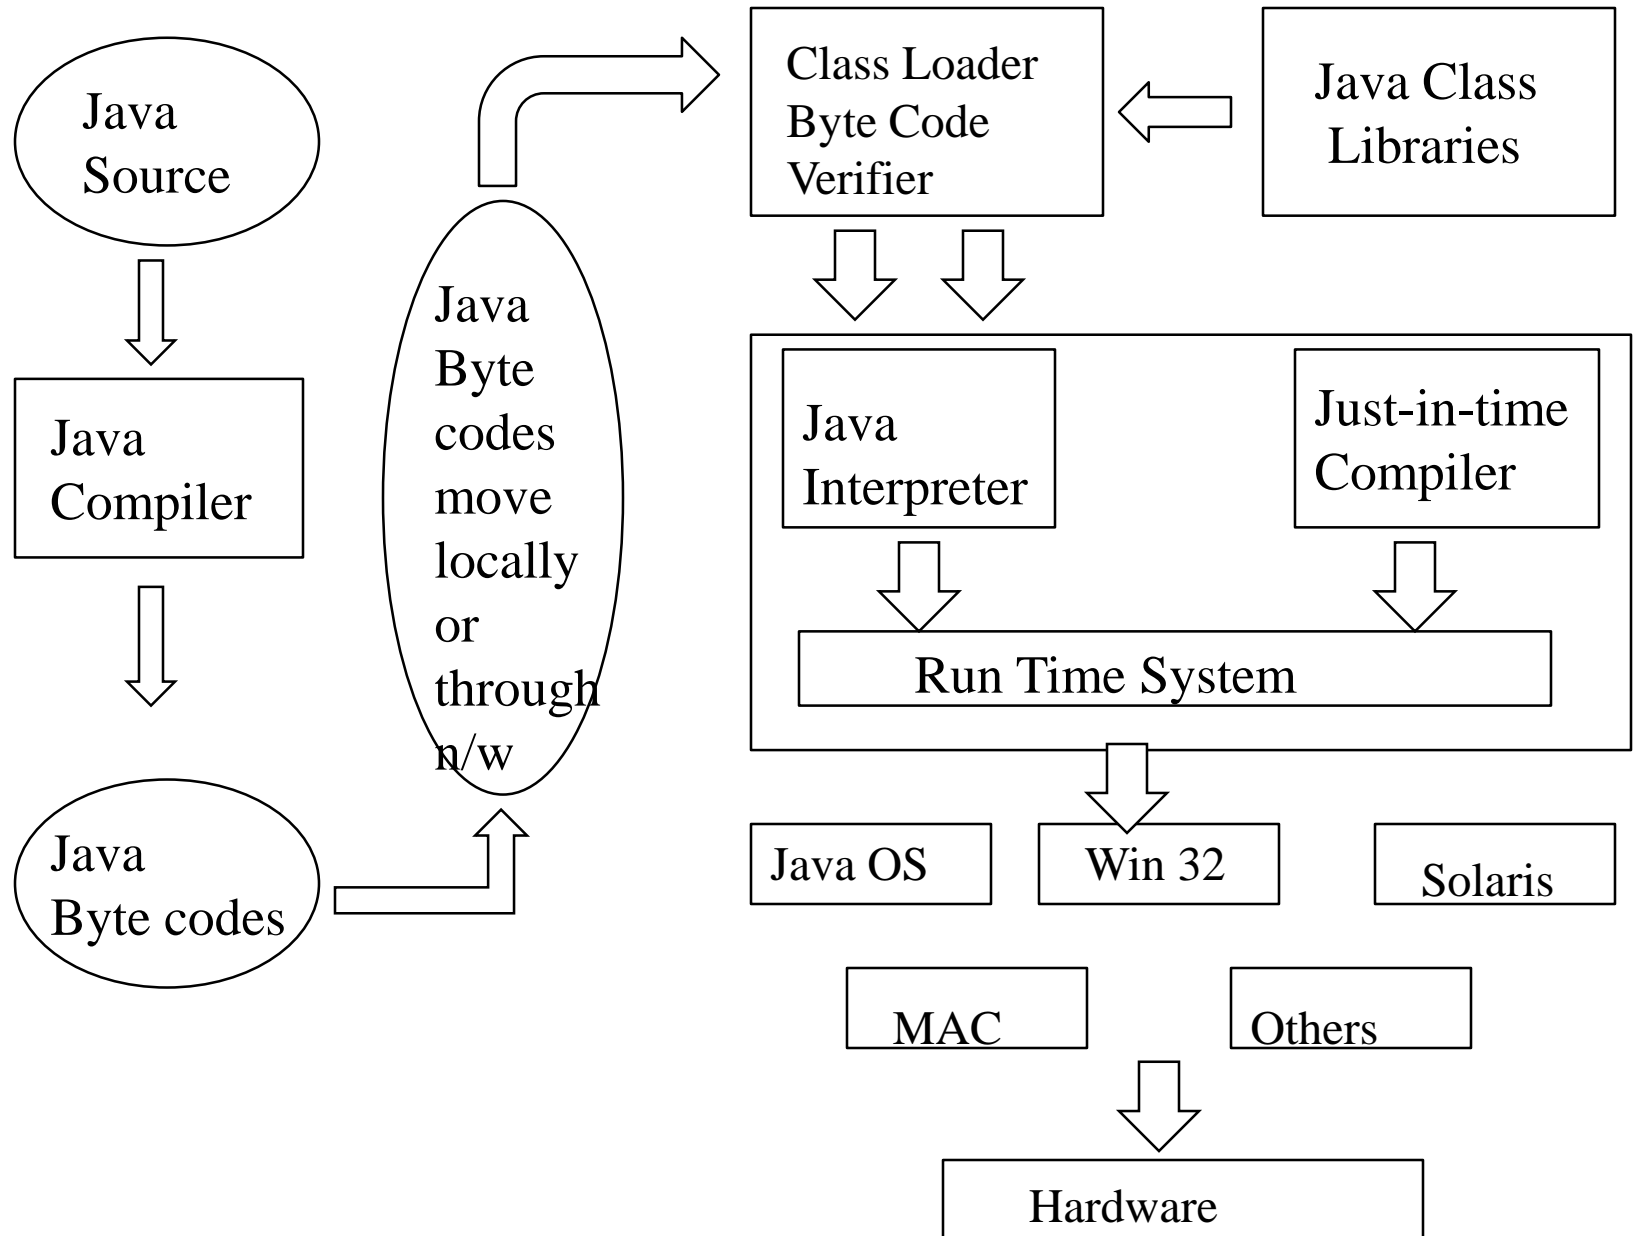 Java
Source
Java
Compiler
Java
Byte codes
Java
Byte
codes
move
locally
or
through
n/w
Class Loader
Byte Code
Verifier
Java Class
Libraries
Java
Interpreter
Just-in-time
Compiler
Run Time System
Java OS
Win 32
Solaris
MAC
Others
Hardware